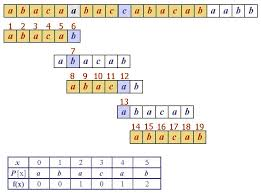 a b a c a a b a c c a b a c a b a a b b
1 2 3 4 5 6
a b a c a b
7
a b a c a b
8 9 10 11 12
a b a c a b
13
a b a c a b
14 15 16 17 18 19
a b a c a b
x 0 1 2 3 4 5
P[x] a b a c a b
f(x) 0 0 1 0 1 2